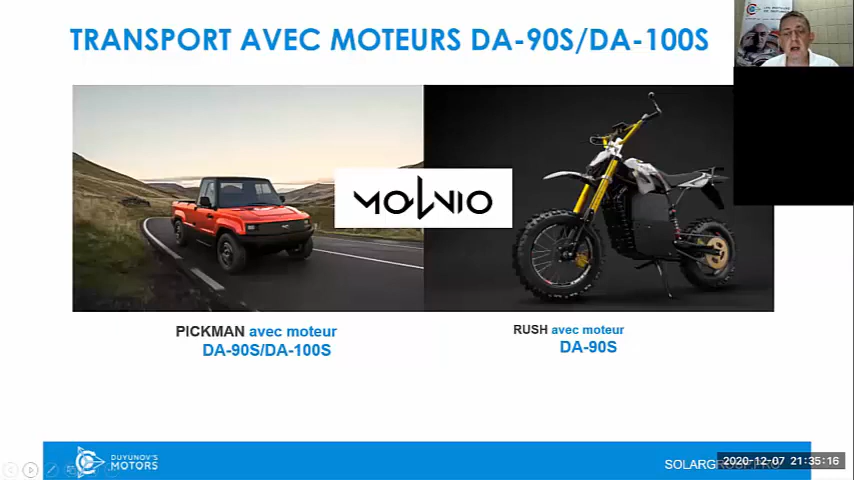 TRANSPORT AVEC MOTEURS DA-90S/DA-100S
MOLNIO
PICKMAN avec moteur
DA-90S/DA-100S
RUSH avec moteur
DA-90S
DUYUNOV'S
MOTORS
2020-12-07 21:35:16